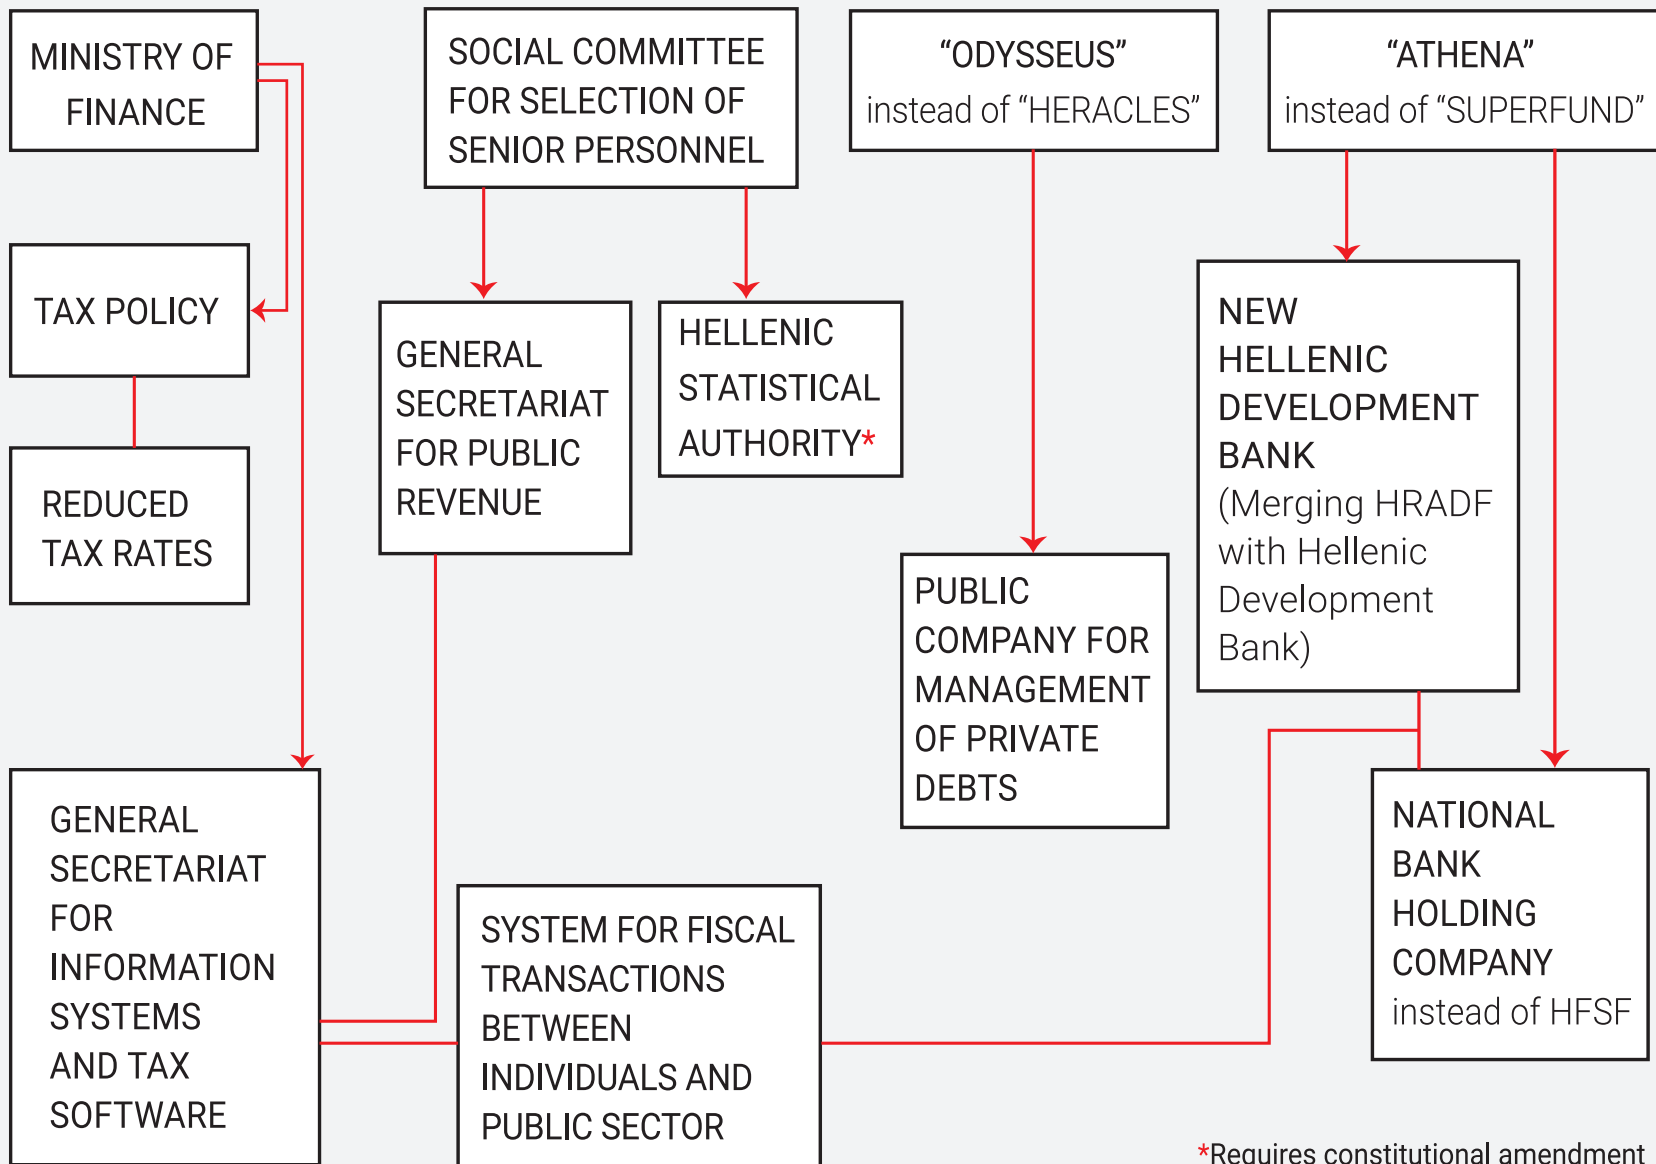 MINISTRY OF
FINANCE
SOCIAL COMMITTEE
FOR SELECTION OF
SENIOR PERSONNEL
“ODYSSEUS”
instead of “HERACLES”
“ATHENA”
instead of “SUPERFUND”
TAX POLICY
REDUCED
TAX RATES
GENERAL
SECRETARIAT
FOR PUBLIC
REVENUE
HELLENIC
STATISTICAL
AUTHORITY*
PUBLIC
COMPANY FOR
MANAGEMENT
OF PRIVATE
DEBTS
NEW
HELLENIC
DEVELOPMENT
BANK
(Merging HRADF
with Hellenic
Development
Bank)
GENERAL
SECRETARIAT
FOR
INFORMATION
SYSTEMS
AND TAX
SOFTWARE
SYSTEM FOR FISCAL
TRANSACTIONS
BETWEEN
INDIVIDUALS AND
PUBLIC SECTOR
NATIONAL
BANK
HOLDING
COMPANY
instead of HFSF
*Requires constitutional amendment